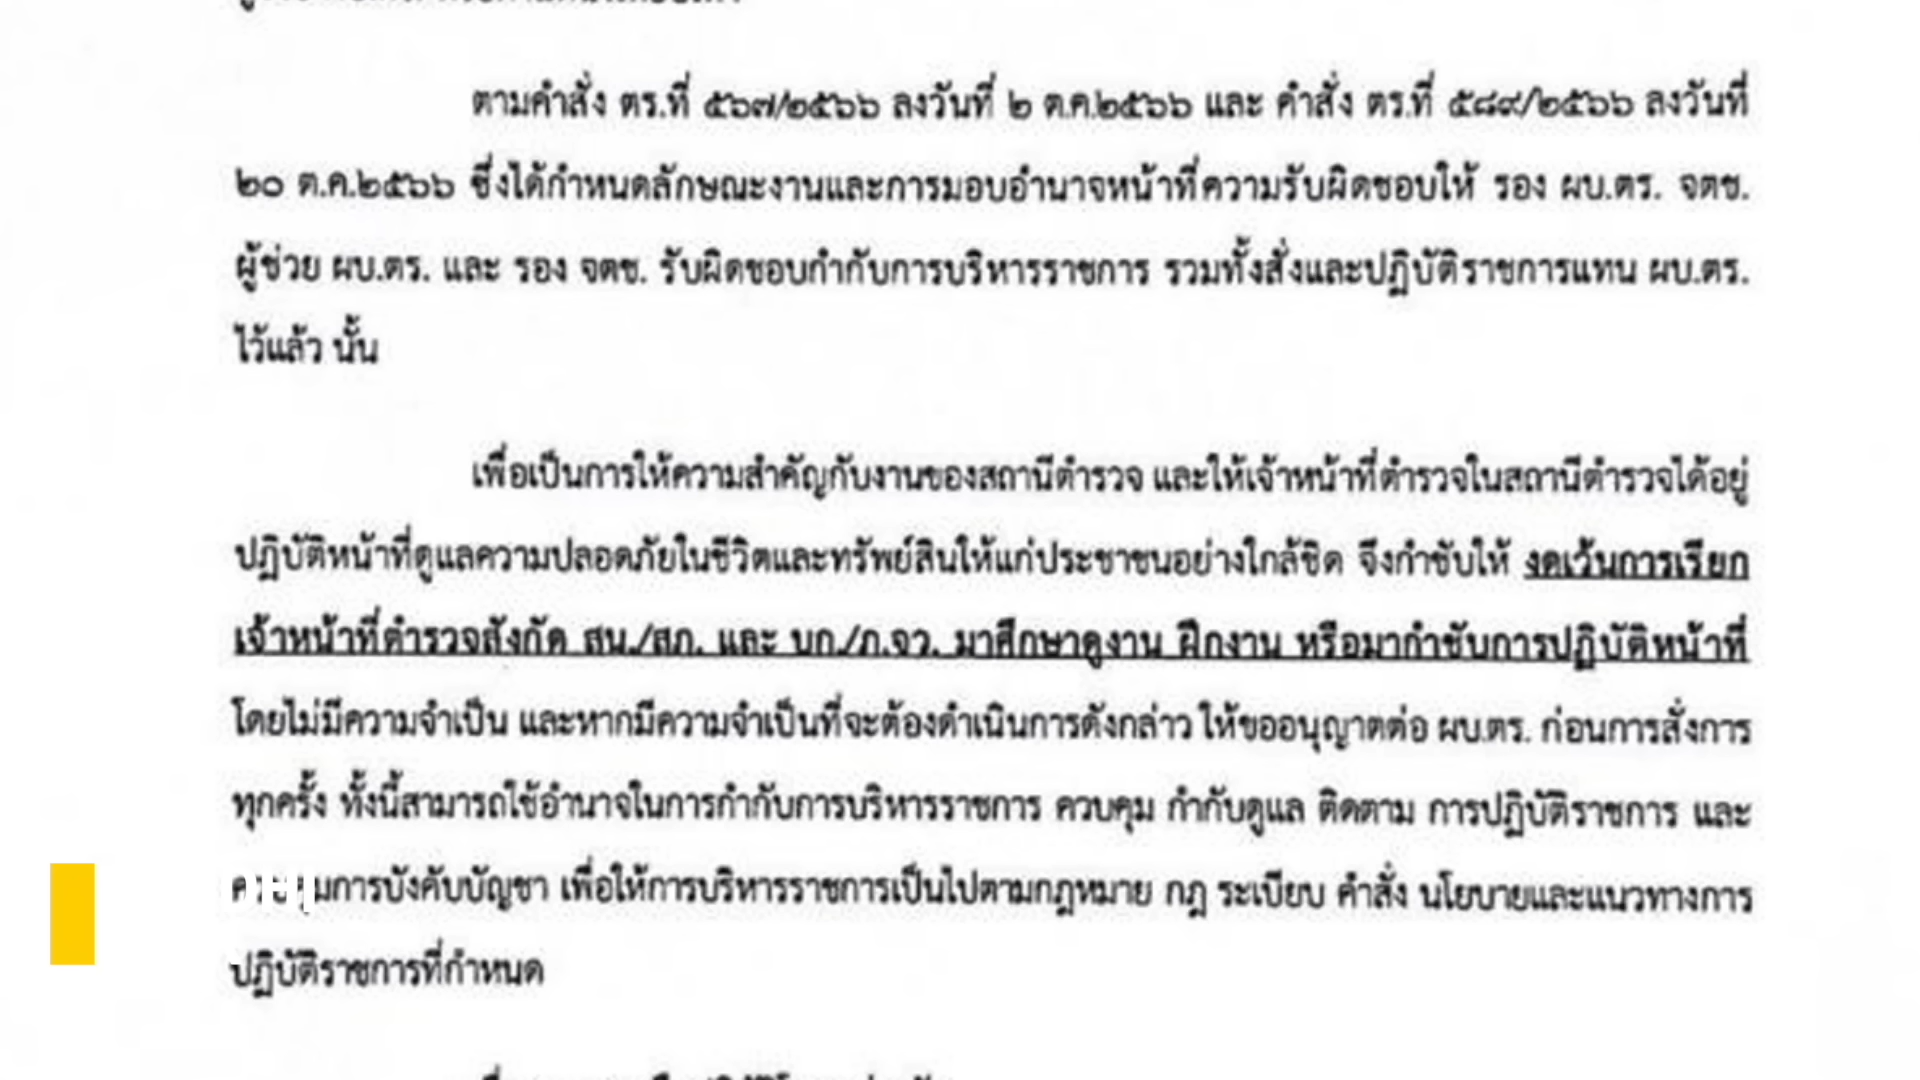 ตามคำสั่ง ตร.ที่ ๕๖๗/๒๕๖๖ ลงวันที่ ๒ ต.ค.๒๕๖๖ และ คำสั่ง ตร.ที่ ๕๘๙/๒๕๖๖ ลงวันที่
๒๐ ต.ค.๒๕๖๖ ซึ่งได้กำหนดลักษณะงานและการมอบอำนาจหน้าที่ความรับผิดชอบให้ รอง ผบ.ตร. จตช.
ผู้ช่วย ผบ.ตร. และ รอง จตช. รับผิดชอบกำกับการบริหารราชการ รวมทั้งสั่งและปฏิบัติราชการแทน ผบ.ตร.
ไว้แล้ว นั้น
เพื่อเป็นการให้ความสำคัญกับงานของสถานีตำรวจ และให้เจ้าหน้าที่ตำรวจในสถานีตำรวจได้อยู่
ปฏิบัติหน้าที่ดูแลความปลอดภัยในชีวิตและทรัพย์สินให้แก่ประชาชนอย่างใกล้ชิด จึงกำชับให้ งดเว้นการเรียก
เจ้าหน้าที่ตำรวจสังกัด สน./สภ. และ บก./ภ.จว. มาศึกษาดูงาน ฝึกงาน หรือมากำชับการปฏิบัติหน้าที่
โดยไม่มีความจำเป็น และหากมีความจำเป็นที่จะต้องดำเนินการดังกล่าว ให้ขออนุญาตต่อ ผบ.ตร. ก่อนการสั่งการ
ทุกครั้ง ทั้งนี้สามารถใช้อำนาจในการกำกับการบริหารราชการ ควบคุม กำกับดูแล ติดตาม การปฏิบัติราชการ และ
การบังคับบัญชา เพื่อให้การบริหารราชการเป็นไปตามกฎหมาย กฎ ระเบียบ คำสั่ง นโยบายและแนวทางการ
ปฏิบัติราชการที่กำหนด